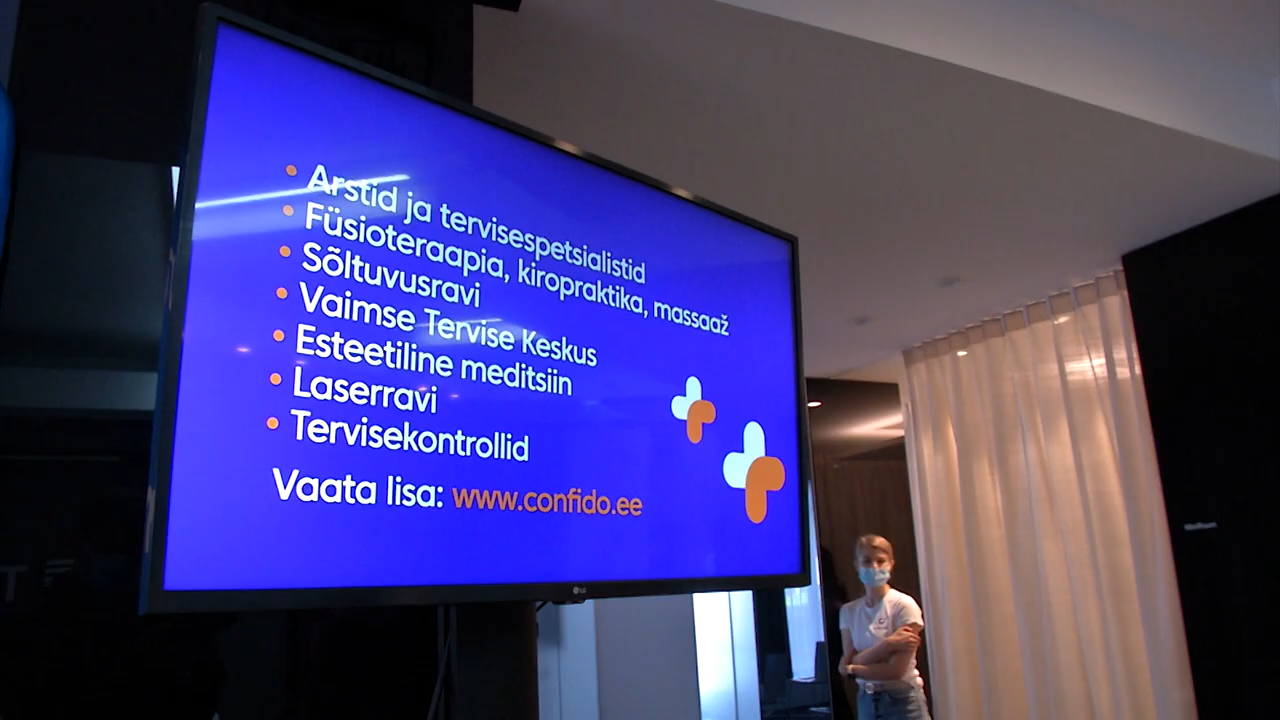 Arstid ja tervisespetsialistid
Füsioteraapia, kiropraktika, massaaž
Sõltuvusravi
Vaimse Tervise Keskus
Esteetiline meditsiin
Laserravi
Tervisekontrollid
Vaata lisa: www.confido.ee
LG